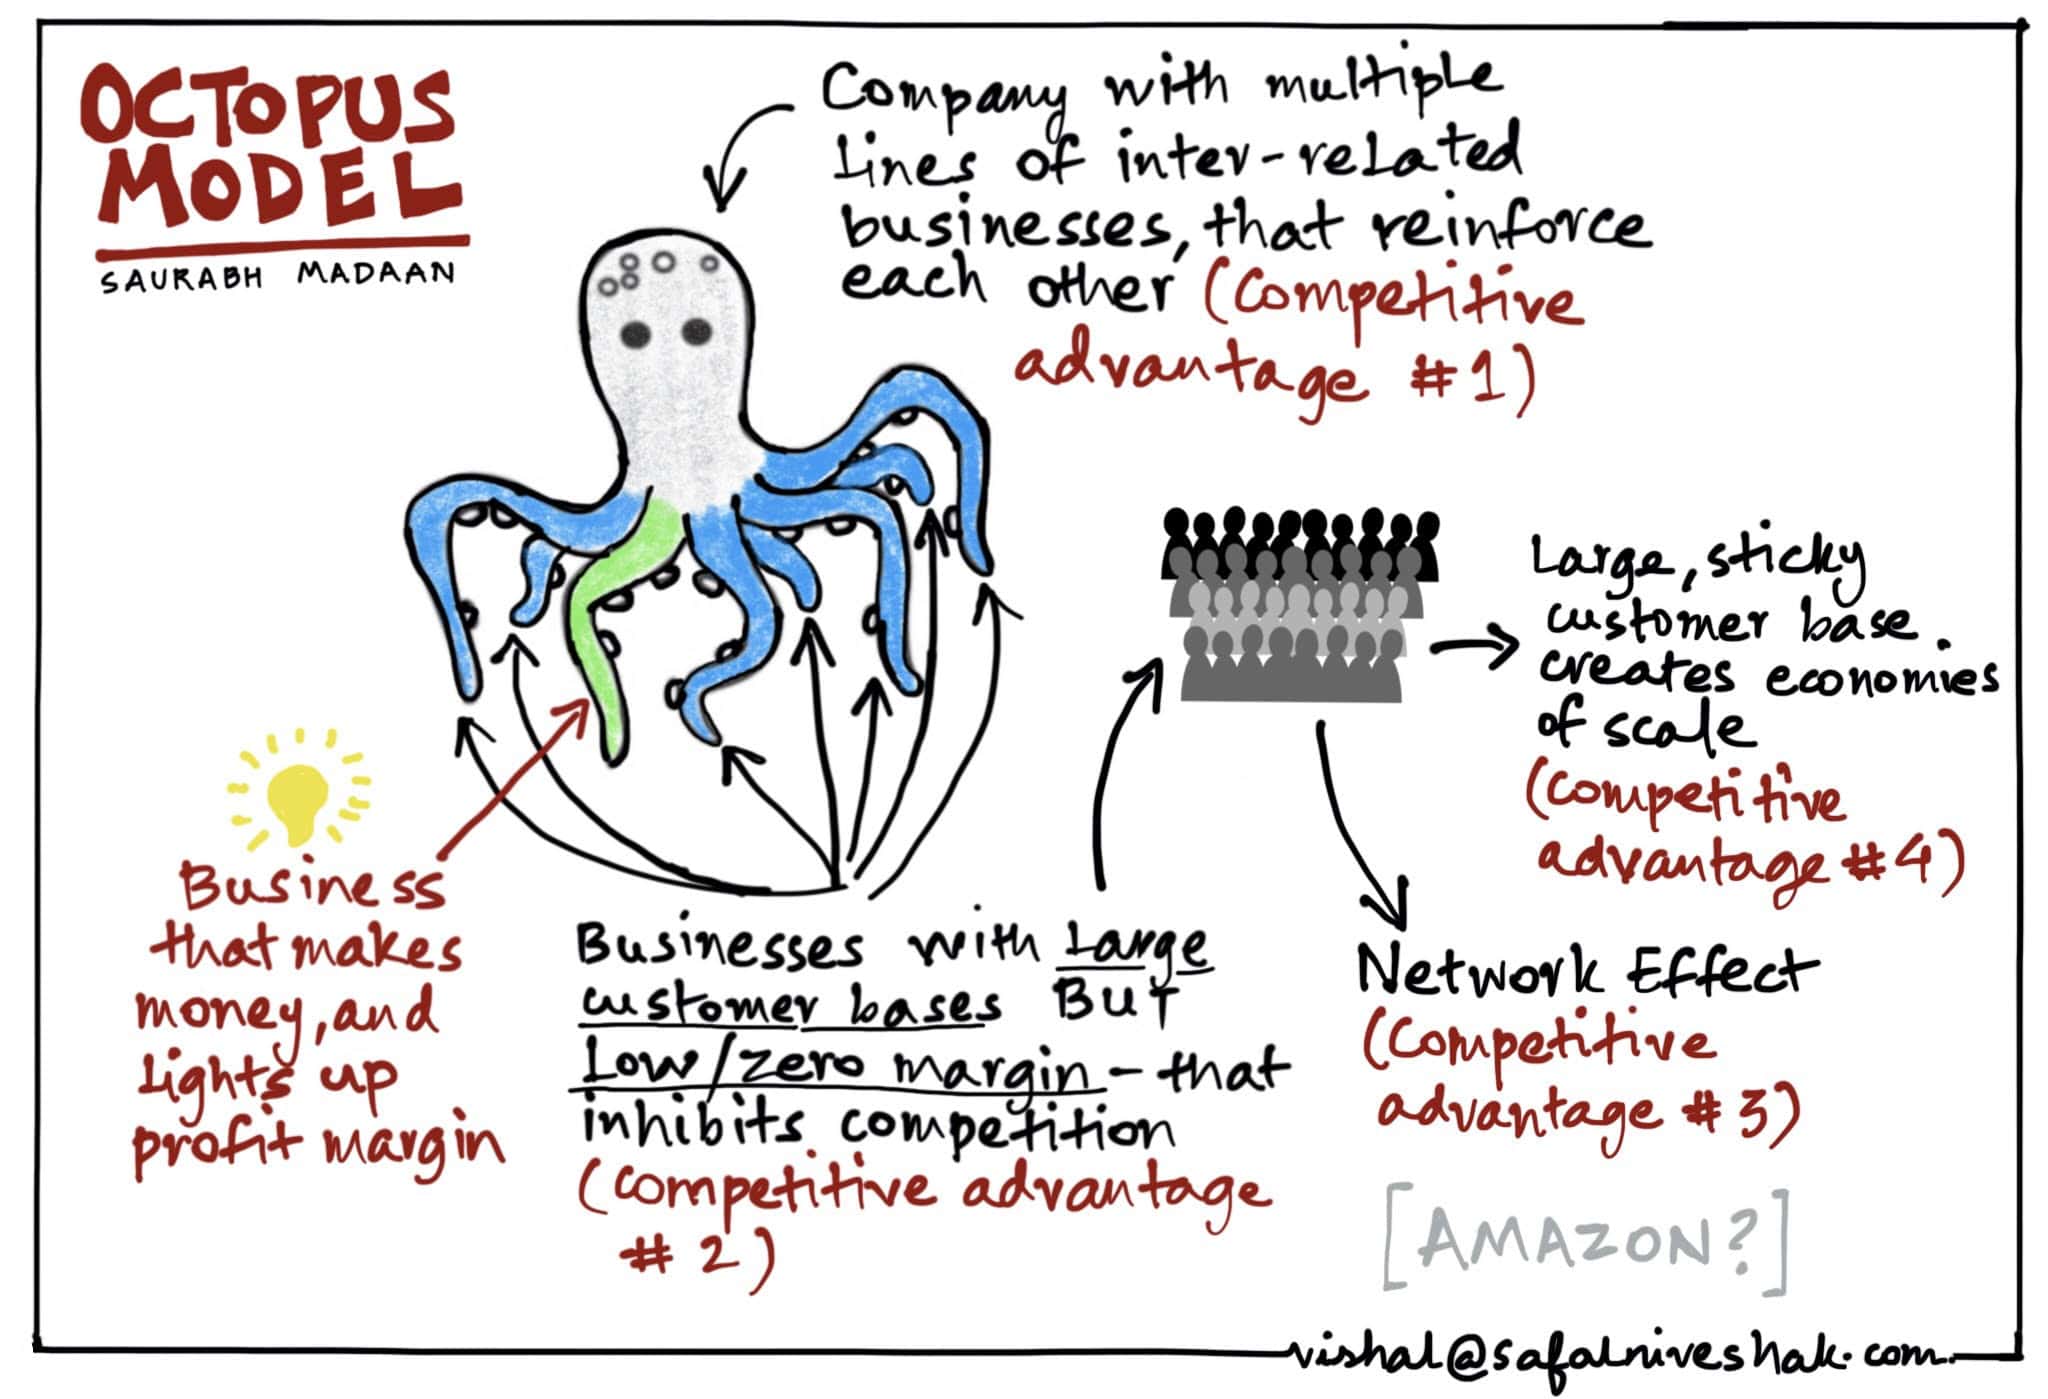 OCTOPUS
MODEL
SAURABH MADAAN
Company with multiple
lines of inter-related
businesses, that reinforce
each other (Competitive
advantage #1)
Large, sticky
customer base
creates economies
of scale
(Competitive
advantage #4)
Business
that makes
money, and
lights up
profit margin
Businesses with Large
customer bases BUT
Low/zero margin - that
inhibits competition
(Competitive advantage
# 2)
Network Effect
(Competitive
advantage # 3)
[AMAZON?]
vishal@safalniveshak.com